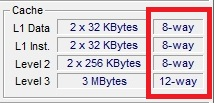 Cache
L1 Data 2 x 32 KBytes 8-way
L1 Inst. 2 x 32 KBytes 8-way
Level 2 2 x 256 KBytes 8-way
Level 3 3 MBytes 12-way